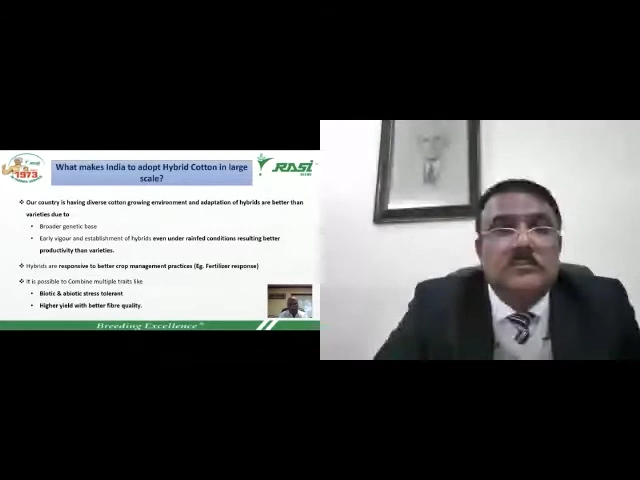 1973
What makes India to adopt Hybrid Cotton in large
scale?
RASI
❖ Our country is having diverse cotton growing environment and adaptation of hybrids are better than
varieties due to
• Broader genetic base
• Early vigour and establishment of hybrids even under rainfed conditions resulting better
productivity than varieties.
❖ Hybrids are responsive to better crop management practices (Eg. Fertilizer response)
❖ It is possible to Combine multiple traits like
• Biotic & abiotic stress tolerant
• Higher yield with better fibre quality.
Breeding Excellence